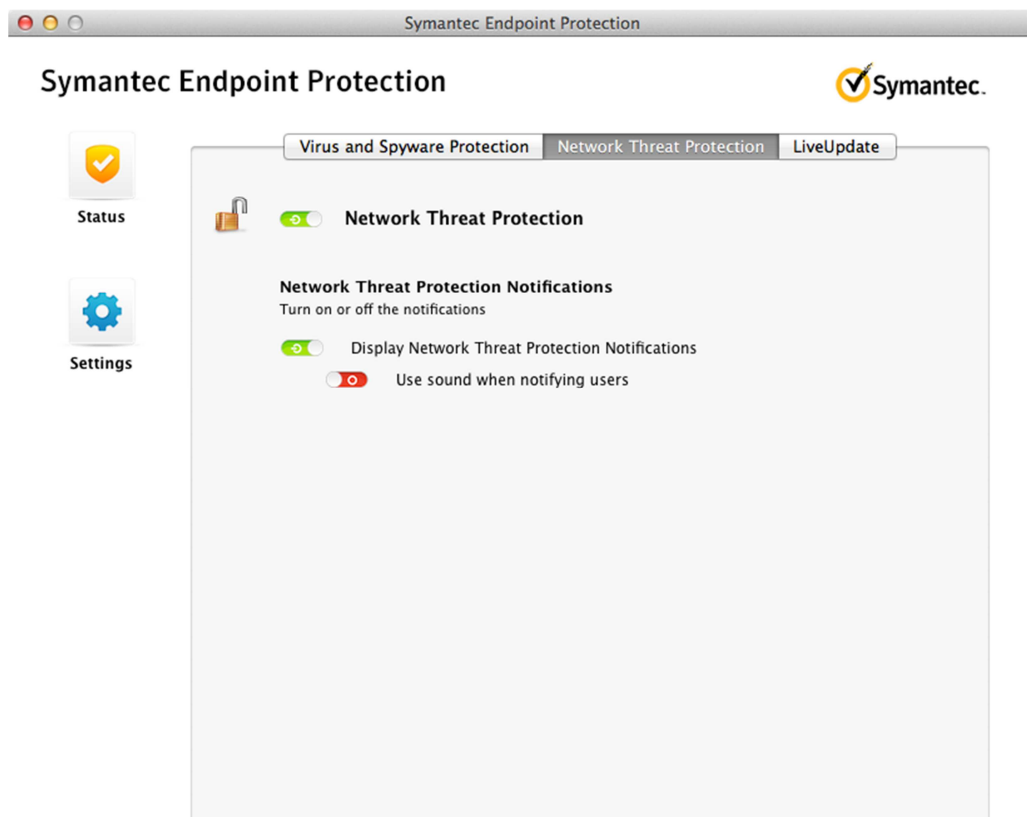 Symantec Endpoint Protection
Symantec Endpoint Protection
Symantec.
Virus and Spyware Protection
Network Threat Protection
LiveUpdate
Status
Network Threat Protection
Network Threat Protection Notifications
Turn on or off the notifications
Settings
Display Network Threat Protection Notifications
Use sound when notifying users